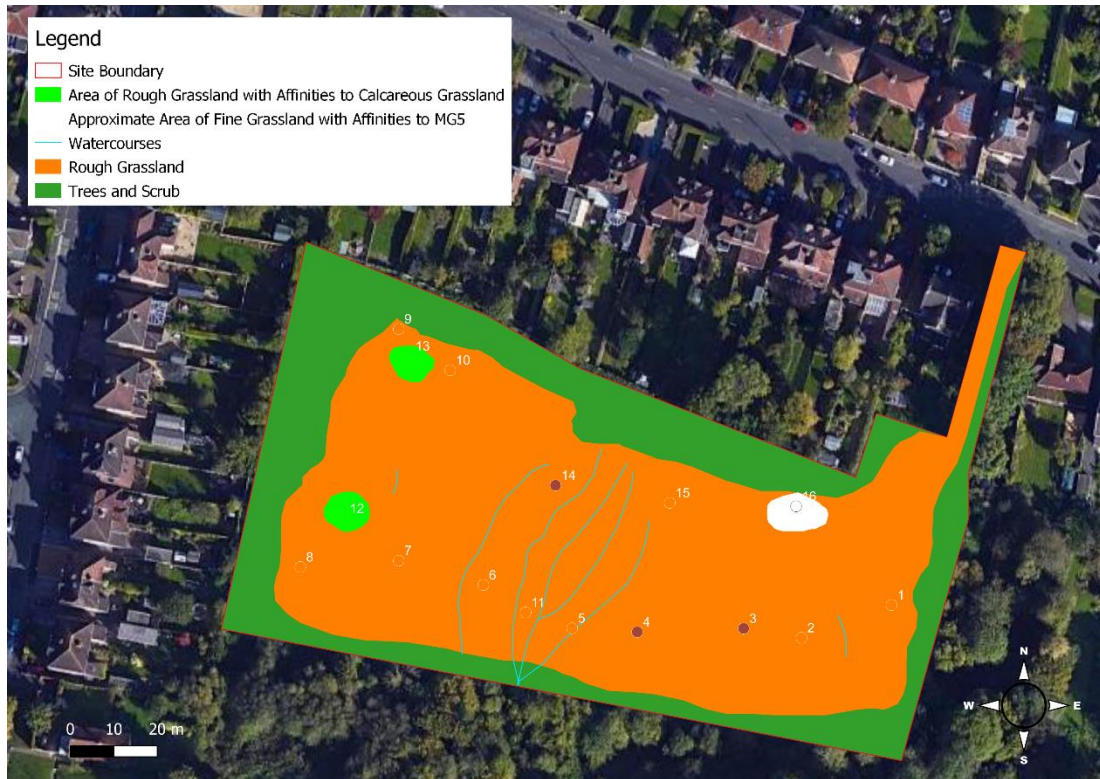 Legend
Site Boundary
Area of Rough Grassland with Affinities to Calcareous Grassland
Approximate Area of Fine Grassland with Affinities to MG5
Watercourses
Rough Grassland
Trees and Scrub
9
13
10
14
15
16
12
8
7
6
11
5
4
3
2
1
N
W E
S
0 10 20 m